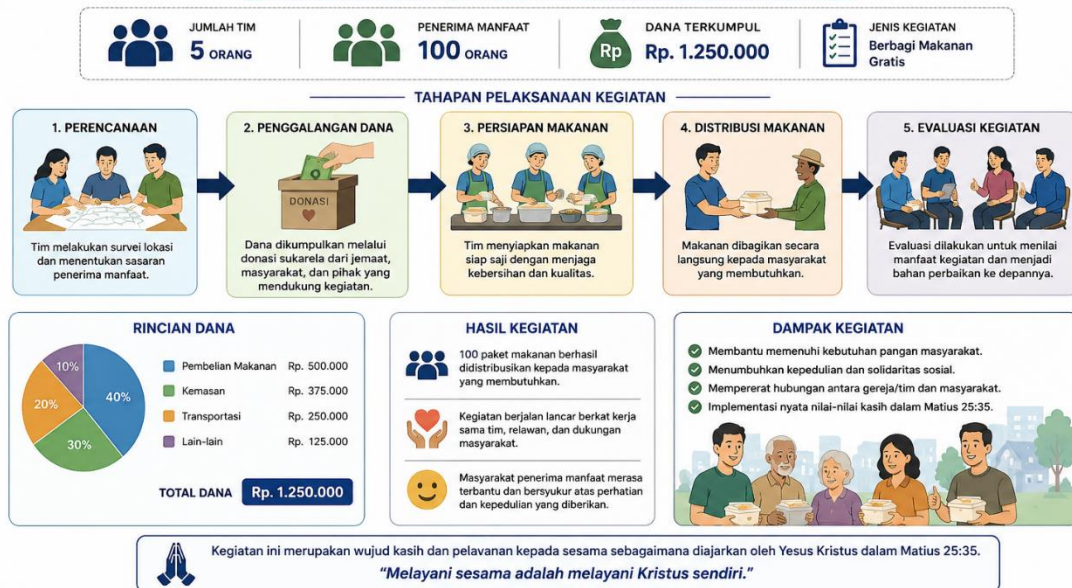 JUMLAH TIM
5 ORANG
PENERIMA MANFAAT
100 ORANG
Rp
DANA TERKUMPUL
Rp. 1.250.000
JENIS KEGIATAN
Berbagi Makanan
Gratis
TAHAPAN PELAKSANAAN KEGIATAN
1. PERENCANAAN
Tim melakukan survei lokasi
dan menentukan sasaran
penerima manfaat.
2. PENGGALANGAN DANA
DONASI
Dana dikumpulkan melalui
donasi sukarela dari jemaat,
masyarakat, dan pihak yang
mendukung kegiatan.
3. PERSIAPAN MAKANAN
Tim menyiapkan makanan
siap saji dengan menjaga
kebersihan dan kualitas.
4. DISTRIBUSI MAKANAN
Makanan dibagikan secara
langsung kepada masyarakat
yang membutuhkan.
5. EVALUASI KEGIATAN
Evaluasi dilakukan untuk menilai
manfaat kegiatan dan menjadi
bahan perbaikan ke depannya.
RINCIAN DANA
10%
20%
40%
30%
Pembelian Makanan Rp. 500.000
Kemasan Rp. 375.000
Transportasi Rp. 250.000
Lain-lain Rp. 125.000
TOTAL DANA Rp. 1.250.000
HASIL KEGIATAN
100 paket makanan berhasil
didistribusikan kepada masyarakat
yang membutuhkan.
Kegiatan berjalan lancar berkat kerja
sama tim, relawan, dan dukungan
masyarakat.
Masyarakat penerima manfaat merasa
terbantu dan bersyukur atas perhatian
dan kepedulian yang diberikan.
DAMPAK KEGIATAN
Membantu memenuhi kebutuhan pangan masyarakat.
Menumbuhkan kepedulian dan solidaritas sosial.
Mempererat hubungan antara gereja/tim dan masyarakat.
Implementasi nyata nilai-nilai kasih dalam Matius 25:35.
Kegiatan ini merupakan wujud kasih dan pelavanan kepada sesama sebagaimana diajarkan oleh Yesus Kristus dalam Matius 25:35.
"Melayani sesama adalah melayani Kristus sendiri."